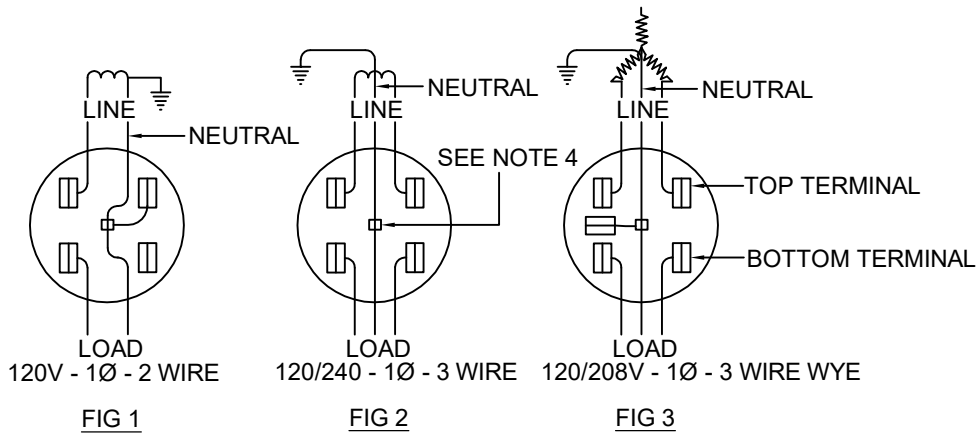 NEUTRAL
NEUTRAL
LINE
LINE
LINE
NEUTRAL
SEE NOTE 4
TOP TERMINAL
BOTTOM TERMINAL
LOAD
120V - 1Ø - 2 WIRE
LOAD
120/240 - 1Ø - 3 WIRE
LOAD
120/208V - 1Ø - 3 WIRE WYE
FIG 1
FIG 2
FIG 3